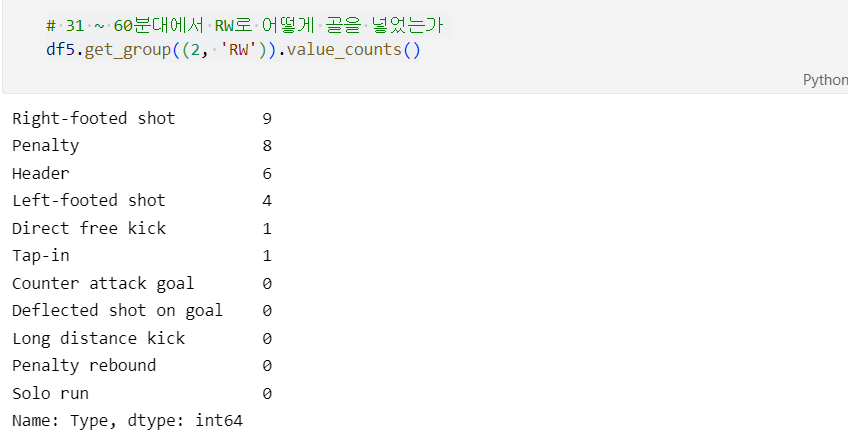 # 31 ~ 60분대에서 RW로 어떻게 골을 넣었는가
df5.get_group((2, 'RW')).value_counts()
Python
Right-footed shot 9
Penalty 8
Header 6
Left-footed shot 4
Direct free kick 1
Tap-in 1
Counter attack goal 0
Deflected shot on goal 0
Long distance kick 0
Penalty rebound 0
Solo run 0
Name: Type, dtype: int64